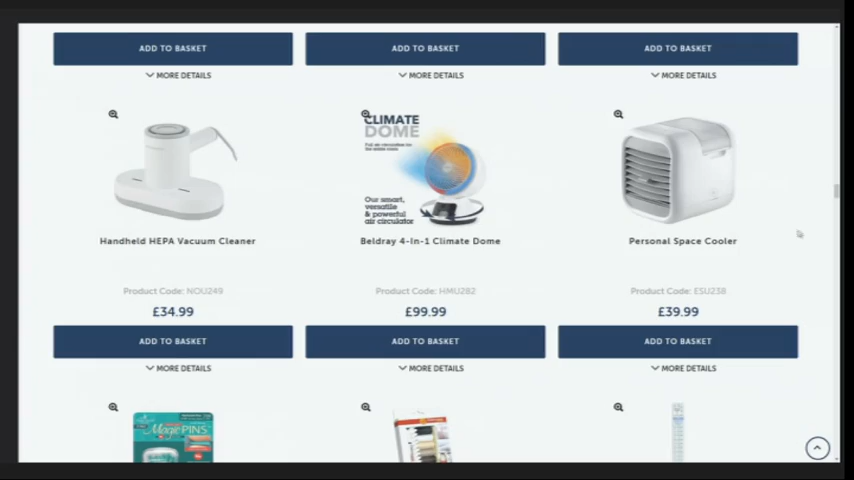 ADD TO BASKET
ADD TO BASKET
ADD TO BASKET
MORE DETAILS
MORE DETAILS
MORE DETAILS
CLIMATE
DOME
Our smart,
versatile
& powerful
air circulator
Handheld HEPA Vacuum Cleaner
Beldray 4-In-1 Climate Dome
Personal Space Cooler
Product Code: NOU249
Product Code: HMU282
Product Code: ESU238
£34.99
£99.99
£39.99
ADD TO BASKET
ADD TO BASKET
ADD TO BASKET
MORE DETAILS
MORE DETAILS
MORE DETAILS
Magic PINS